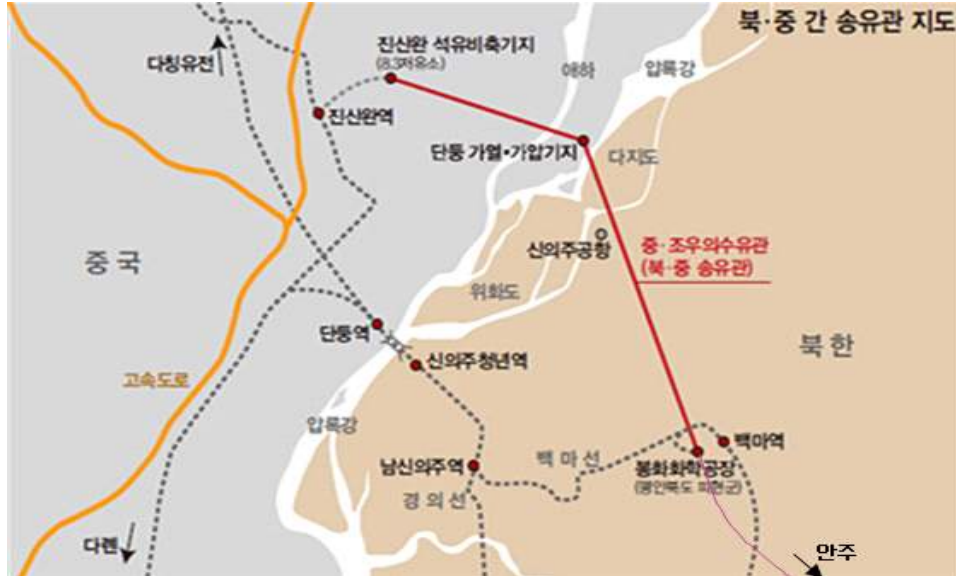 북·중 간 송유관 지도
진산완 석유비축기지
(8.3저유소)
애하
압록강
다칭유전
진산완역
단둥 가열·가압기지
다지도
신의주공항
중·조우의수유관
(북·중 송유관)
중국
위화도
단둥역
북한
신의주청년역
고속도로
압록강
백마역
백마선
남신의주역
봉화화학공장
(평안북도 피현군)
경의선
다롄
안주